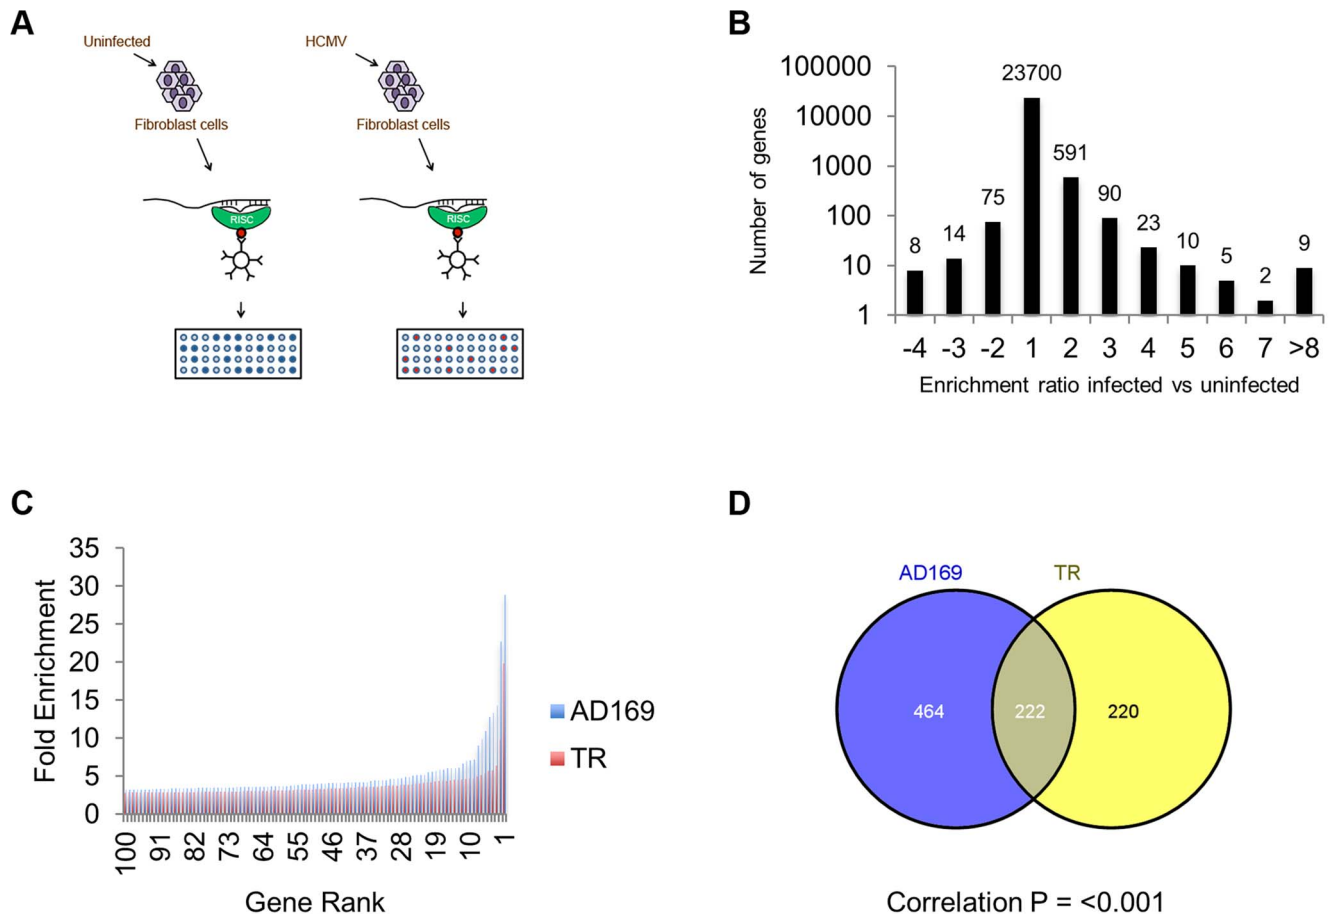 A
Uninfected
HCMV
Fibroblast cells
Fibroblast cells
RISC
RISC
B
Number of genes
100000
10000
1000
100
10
1
8
14
75
23700
591
90
23
10
5
2
9
-4 -3 -2 1 2 3 4 5 6 7 >8
Enrichment ratio infected vs uninfected
C
Fold Enrichment
35
30
25
20
15
10
5
0
100 91 82 73 64 55 46 37 28 19 10 1
Gene Rank
AD169
TR
D
AD169 TR
464 222 220
Correlation P = <0.001